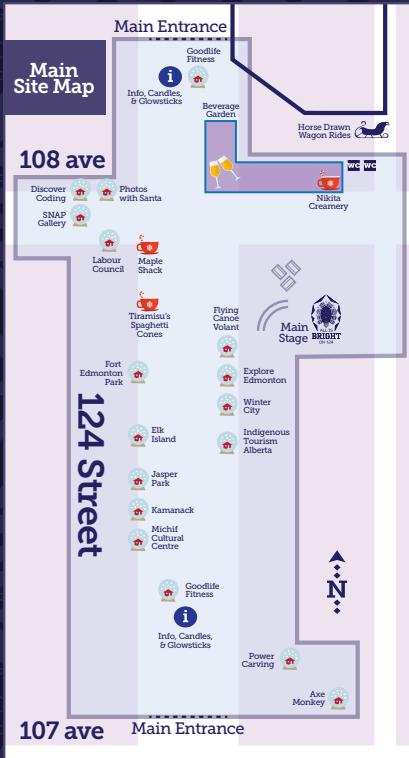 Main Entrance
Main
Site Map
Goodlife
Fitness
i
Info, Candles,
& Glowsticks
Beverage
Garden
Horse Drawn
Wagon Rides
108 ave
WC WC
Discover
Coding
Photos
with Santa
Nikita
Creamery
SNAP
Gallery
Labour
Council
Maple
Shack
Tiramisu's
Spaghetti
Cones
Flying
Canoe
Volant
Main
Stage
ALL IS
BRIGHT
ON 124
Fort
Edmonton
Park
Explore
Edmonton
Winter
City
124 Street
Elk
Island
Indigenous
Tourism
Alberta
Jasper
Park
Kamanack
Michif
Cultural
Centre
N
Goodlife
Fitness
i
Info, Candles,
& Glowsticks
Power
Carving
Axe
Monkey
107 ave
Main Entrance